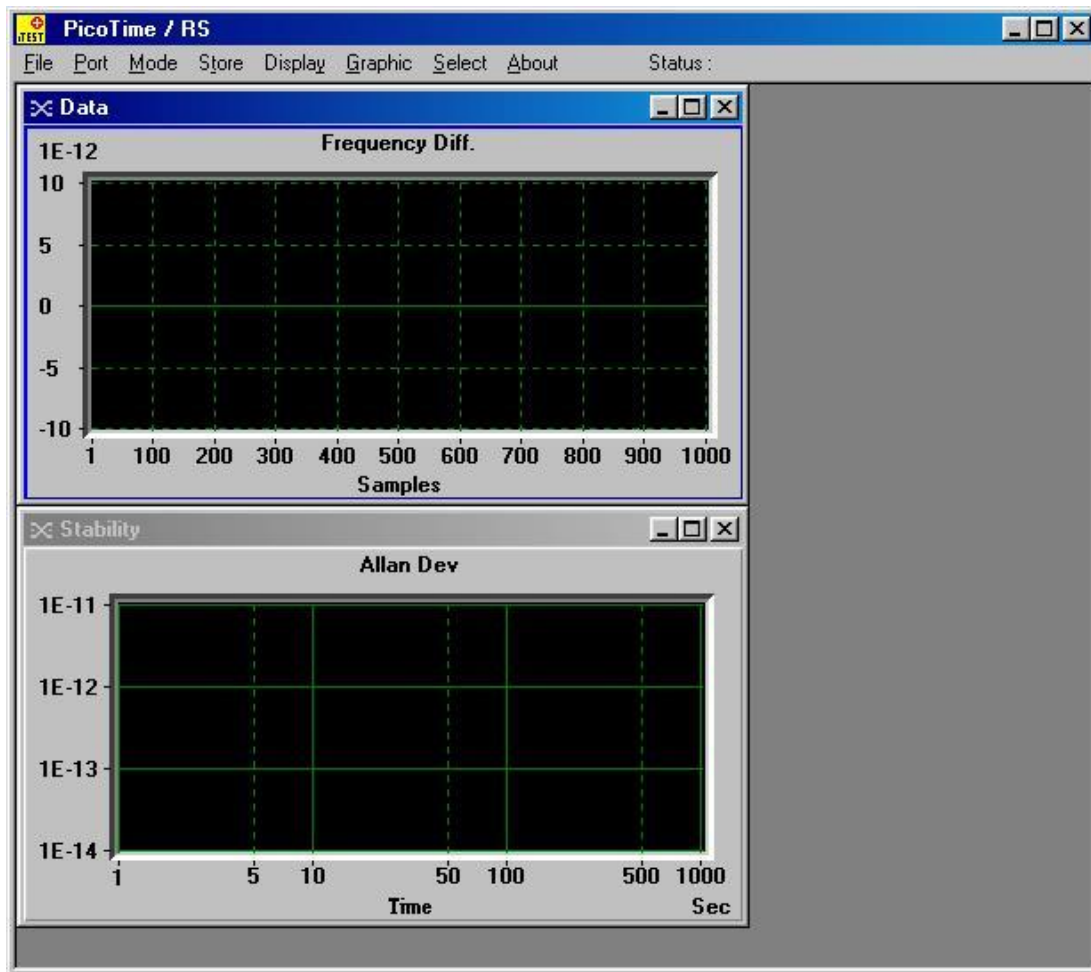 iTEST PicoTime / RS
File Port Mode Store Display Graphic Select About Status :
Data
1E-12 Frequency Diff.
10
5
0
-5
-10
1 100 200 300 400 500 600 700 800 900 1000
Samples
Stability
Allan Dev
1E-11
1E-12
1E-13
1E-14
1 5 10 50 100 500 1000
Time Sec